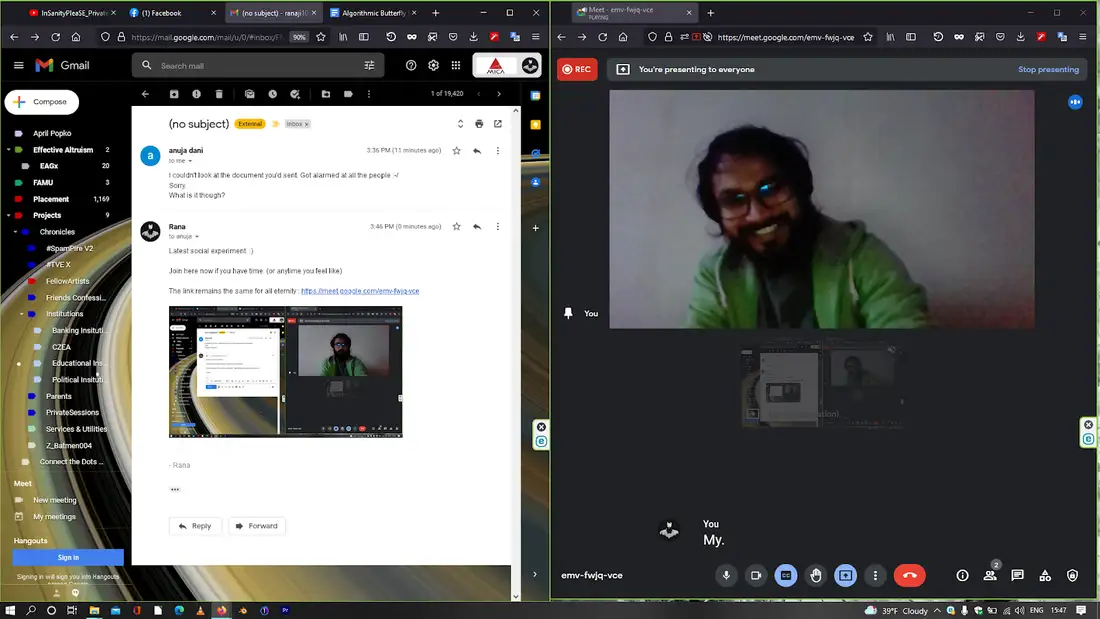 InSanityPleaSE_Private
(1) Facebook
(no subject) - ranaji10
Algorithmic Butterfly
https://mail.google.com/mail/u/0/#inbox/F
90%
Gmail
Search mail
MICA
Compose
1 of 19,420
April Popko
Effective Altruism 2
EAGx 20
FAMU 3
Placement 1,169
Projects 9
Chronicles
#SpamFire V2
#TVE X
FellowArtists
Friends Confessi...
Institutions
Banking Insituti...
CZEA
Educational Ins...
Political Insituti...
Parents
PrivateSessions
Services & Utilities
Z_Batmen004
Connect the Dots ...
Meet
New meeting
My meetings
Hangouts
Sign in
Signing in will sign you into Hangouts
across Google
(no subject) External Inbox x
anuja dani 3:36 PM (11 minutes ago)
to me
I couldn't look at the document you'd sent. Got alarmed at all the people :-/
Sorry.
What is it though?
Rana 3:46 PM (0 minutes ago)
to anuja
Latest social experiment :)
Join here now if you have time. (or anytime you feel like)
The link remains the same for all eternity: https://meet.google.com/emv-fwjq-vce
- Rana
Reply
Forward
Meet - emv-fwjq-vce
PLAYING
https://meet.google.com/emv-fwjq-vce
REC
You're presenting to everyone
Stop presenting
You
You
My.
emv-fwjq-vce
2
39°F Cloudy
ENG
15:47